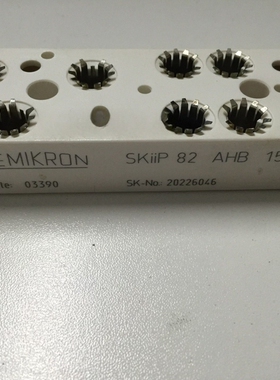 EMIKRON SKiiP 82 AHB 15
te: 03390 SK-No.: 20226046